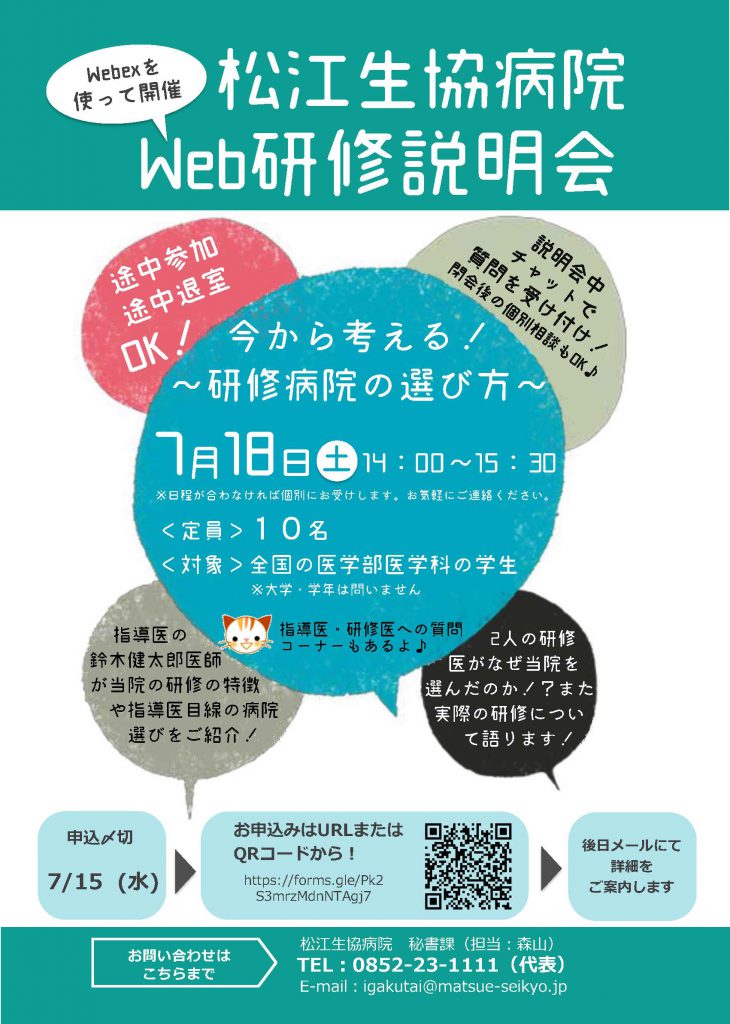 Webexを
使って開催
松江生協病院
Web研修説明会
途中参加
途中退室
OK！
説明会中
チャットで
質問を受け付け！
閉会後の個別相談もOK♪
今から考える！
～研修病院の選び方～
7月18日土14：00～15：30
※日程が合わなければ個別にお受けします。お気軽にご連絡ください。
＜定員＞１０名
＜対象＞全国の医学部医学科の学生
※大学・学年は問いません
指導医・研修医への質問
コーナーもあるよ♪
指導医の
鈴木健太郎医師
が当院の研修の特徴
や指導医目線の病院
選びをご紹介！
2人の研修
医がなぜ当院を
選んだのか！？また
実際の研修につい
て語ります！
申込〆切
7/15（水）
お申込みはURLまたは
QRコードから！
https://forms.gle/Pk2
S3mrzMdnNTAgj7
後日メールにて
詳細を
ご案内します
お問い合わせは
こちらまで
松江生協病院　秘書課（担当：森山）
TEL：0852-23-1111（代表）
E-mail：igakutai@matsue-seikyo.jp